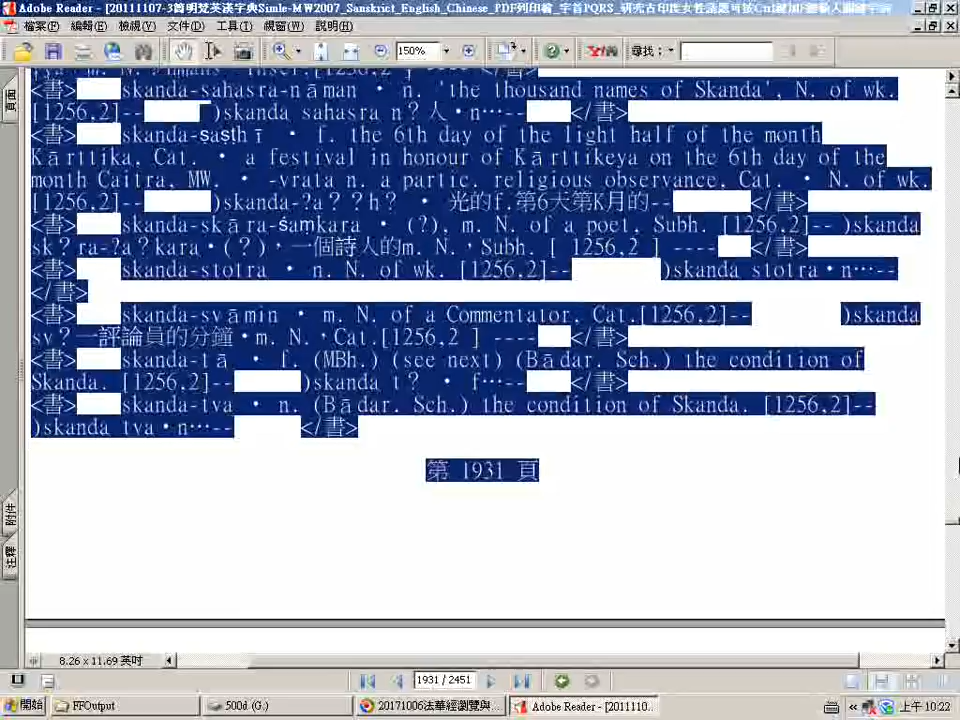 Adobe Reader - [20111107-3簡明梵英漢字典Simle-MW2007_Sanskrict_English_Chinese_PDF列印輸_字首PQRS_研究古印度女性議題可按Ctrl鍵加F鍵輸入關鍵字
檔案(F) 編輯(E) 檢視(V) 文件(D) 工具(T) 視窗(W) 說明(H)
150% 尋找:
<書> skanda-sahasra-nāman · n. 'the thousand names of Skanda', N. of wk.
[1256,2]-- )skanda sahasra n?人·n…-- </書>
<書> skanda-ṣaṣṭhī · f. the 6th day of the light half of the month
Kārttika, Cat. · a festival in honour of Kārttikeya on the 6th day of the
month Caitra, MW. · -vrata n. a partic. religious observance, Cat. · N. of wk.
[1256,2]-- )skanda-?a??h? · 光的f.第6天第K月的-- </書>
<書> skanda-skāra-śaṃkara · (?), m. N. of a poet, Subh. [1256,2]-- )skanda
sk?ra-?a?kara·(?),一個詩人的m. N.,Subh. [ 1256,2 ] ---- </書>
<書> skanda-stotra · n. N. of wk. [1256,2]-- )skanda stotra·n…--
</書>
<書> skanda-svāmin · m. N. of a Commentator, Cat.[1256,2]-- )skanda
sv?一評論員的分鐘·m. N.,Cat.[1256,2 ] ---- </書>
<書> skanda-tā · f. (MBh.) (see next) (Bādar. Sch.) the condition of
Skanda. [1256,2]-- )skanda t? · f…-- </書>
<書> skanda-tva · n. (Bādar. Sch.) the condition of Skanda. [1256,2]--
)skanda tva·n…-- </書>
第 1931 頁
頁面
附件
註釋
8.26 x 11.69 英吋
1931 / 2451
開始 FFOutput 500d (G:) 20171006法華經瀏覽與... Adobe Reader - [2011110... 上午 10:22